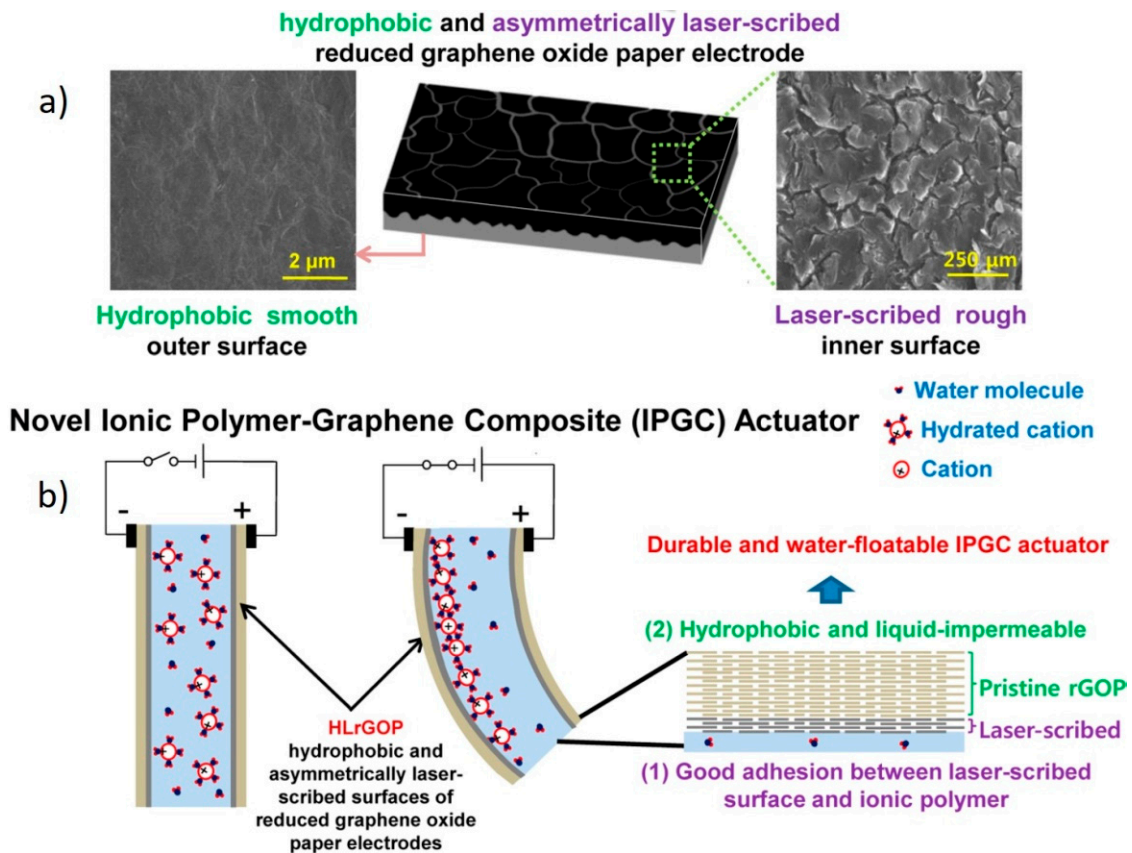 hydrophobic and asymmetrically laser-scribed
reduced graphene oxide paper electrode
a)
2 μm
250 μm
Hydrophobic smooth
outer surface
Laser-scribed rough
inner surface
Water molecule
Hydrated cation
Cation
Novel Ionic Polymer-Graphene Composite (IPGC) Actuator
b)
- +
- +
Durable and water-floatable IPGC actuator
(2) Hydrophobic and liquid-impermeable
Pristine rGOP
Laser-scribed
(1) Good adhesion between laser-scribed
surface and ionic polymer
HLrGOP
hydrophobic and
asymmetrically laser-
scribed surfaces of
reduced graphene oxide
paper electrodes